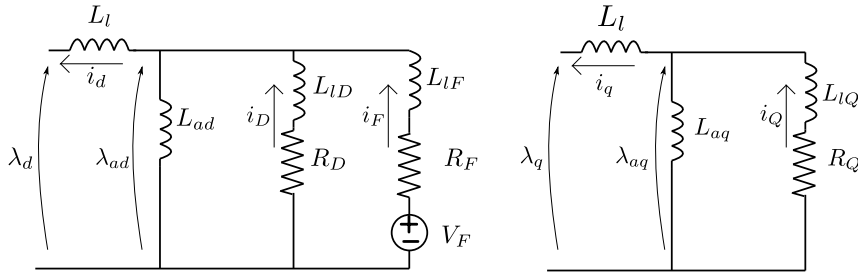 L_l
i_d
λ_d
λ_ad
L_ad
i_D
L_lD
R_D
i_F
L_lF
R_F
V_F
L_l
i_q
λ_q
λ_aq
L_aq
i_Q
L_lQ
R_Q